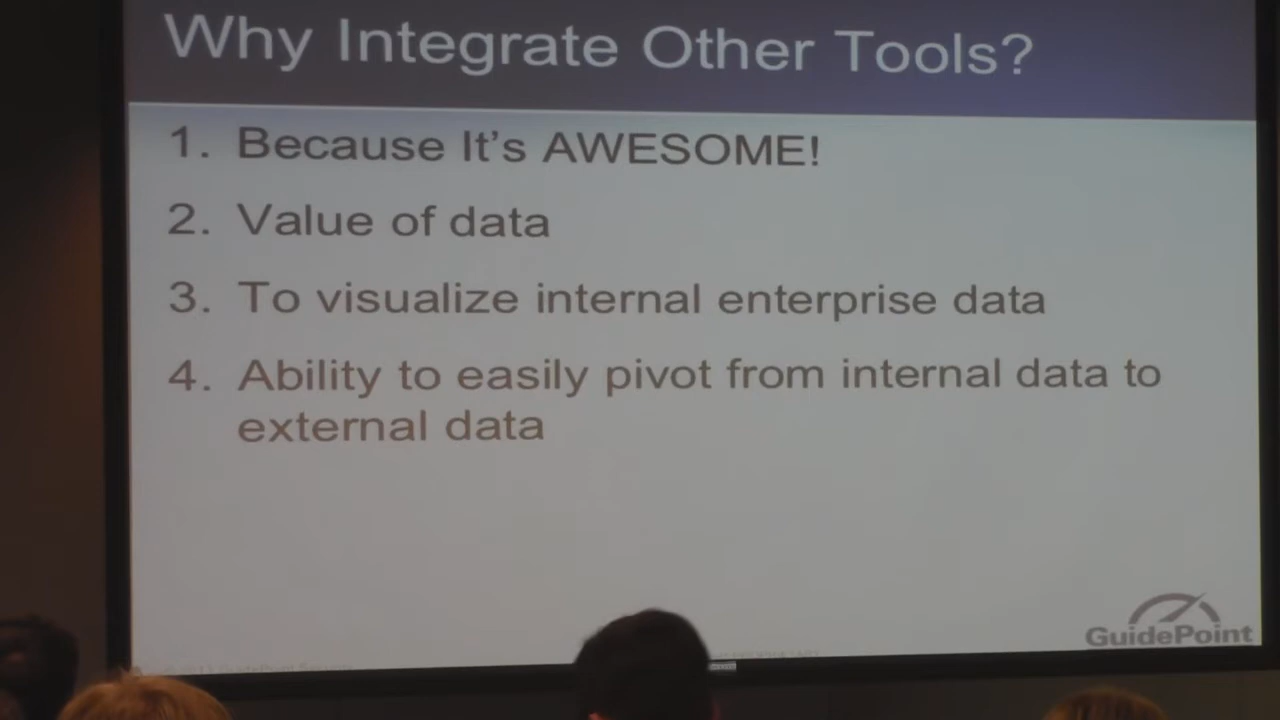 Why Integrate Other Tools?
1. Because It's AWESOME!
2. Value of data
3. To visualize internal enterprise data
4. Ability to easily pivot from internal data to
external data
GuidePoint